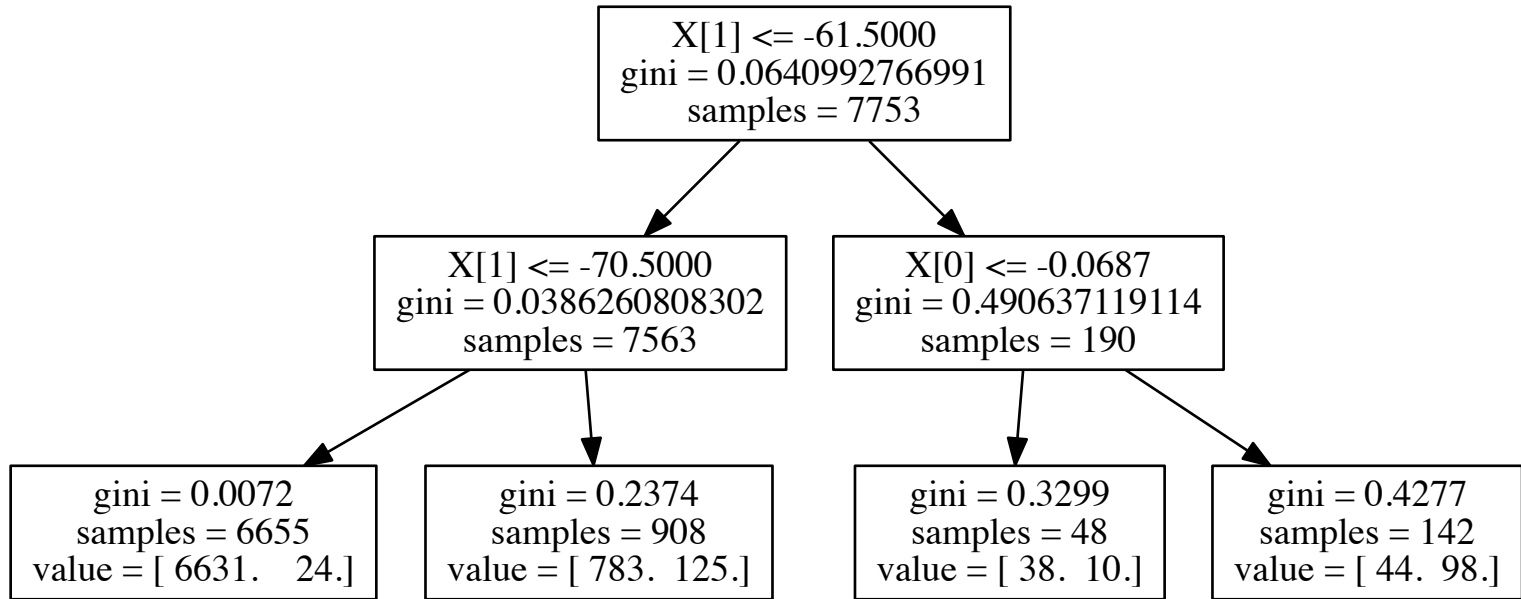 X[1] <= -61.5000
gini = 0.0640992766991
samples = 7753
X[1] <= -70.5000
gini = 0.0386260808302
samples = 7563
X[0] <= -0.0687
gini = 0.490637119114
samples = 190
gini = 0.0072
samples = 6655
value = [ 6631. 24.]
gini = 0.2374
samples = 908
value = [ 783. 125.]
gini = 0.3299
samples = 48
value = [ 38. 10.]
gini = 0.4277
samples = 142
value = [ 44. 98.]